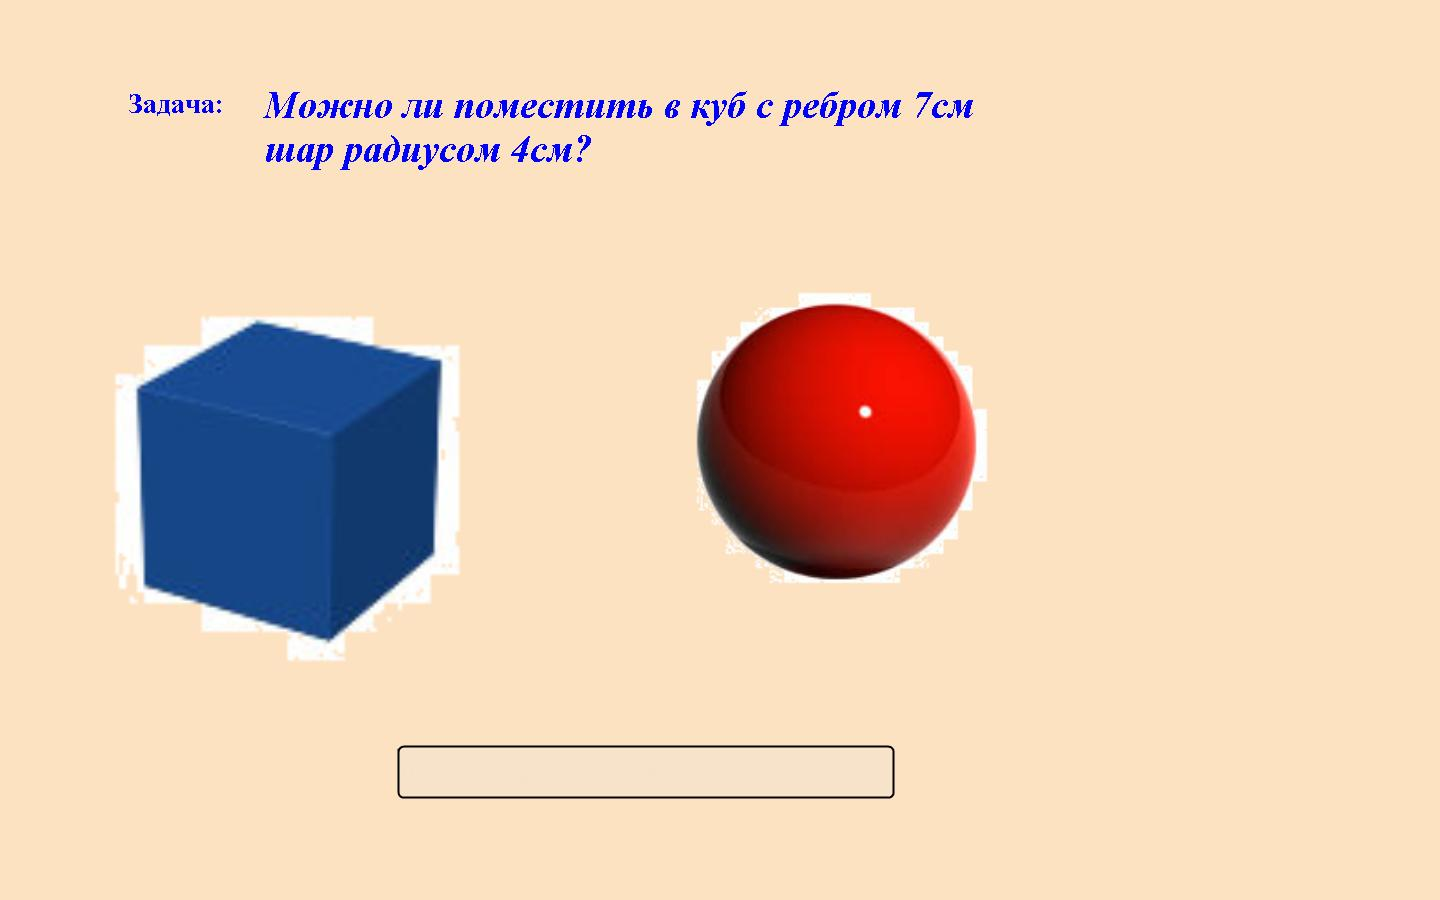 Задача: Можно ли поместить в куб с ребром 7см
шар радиусом 4см?